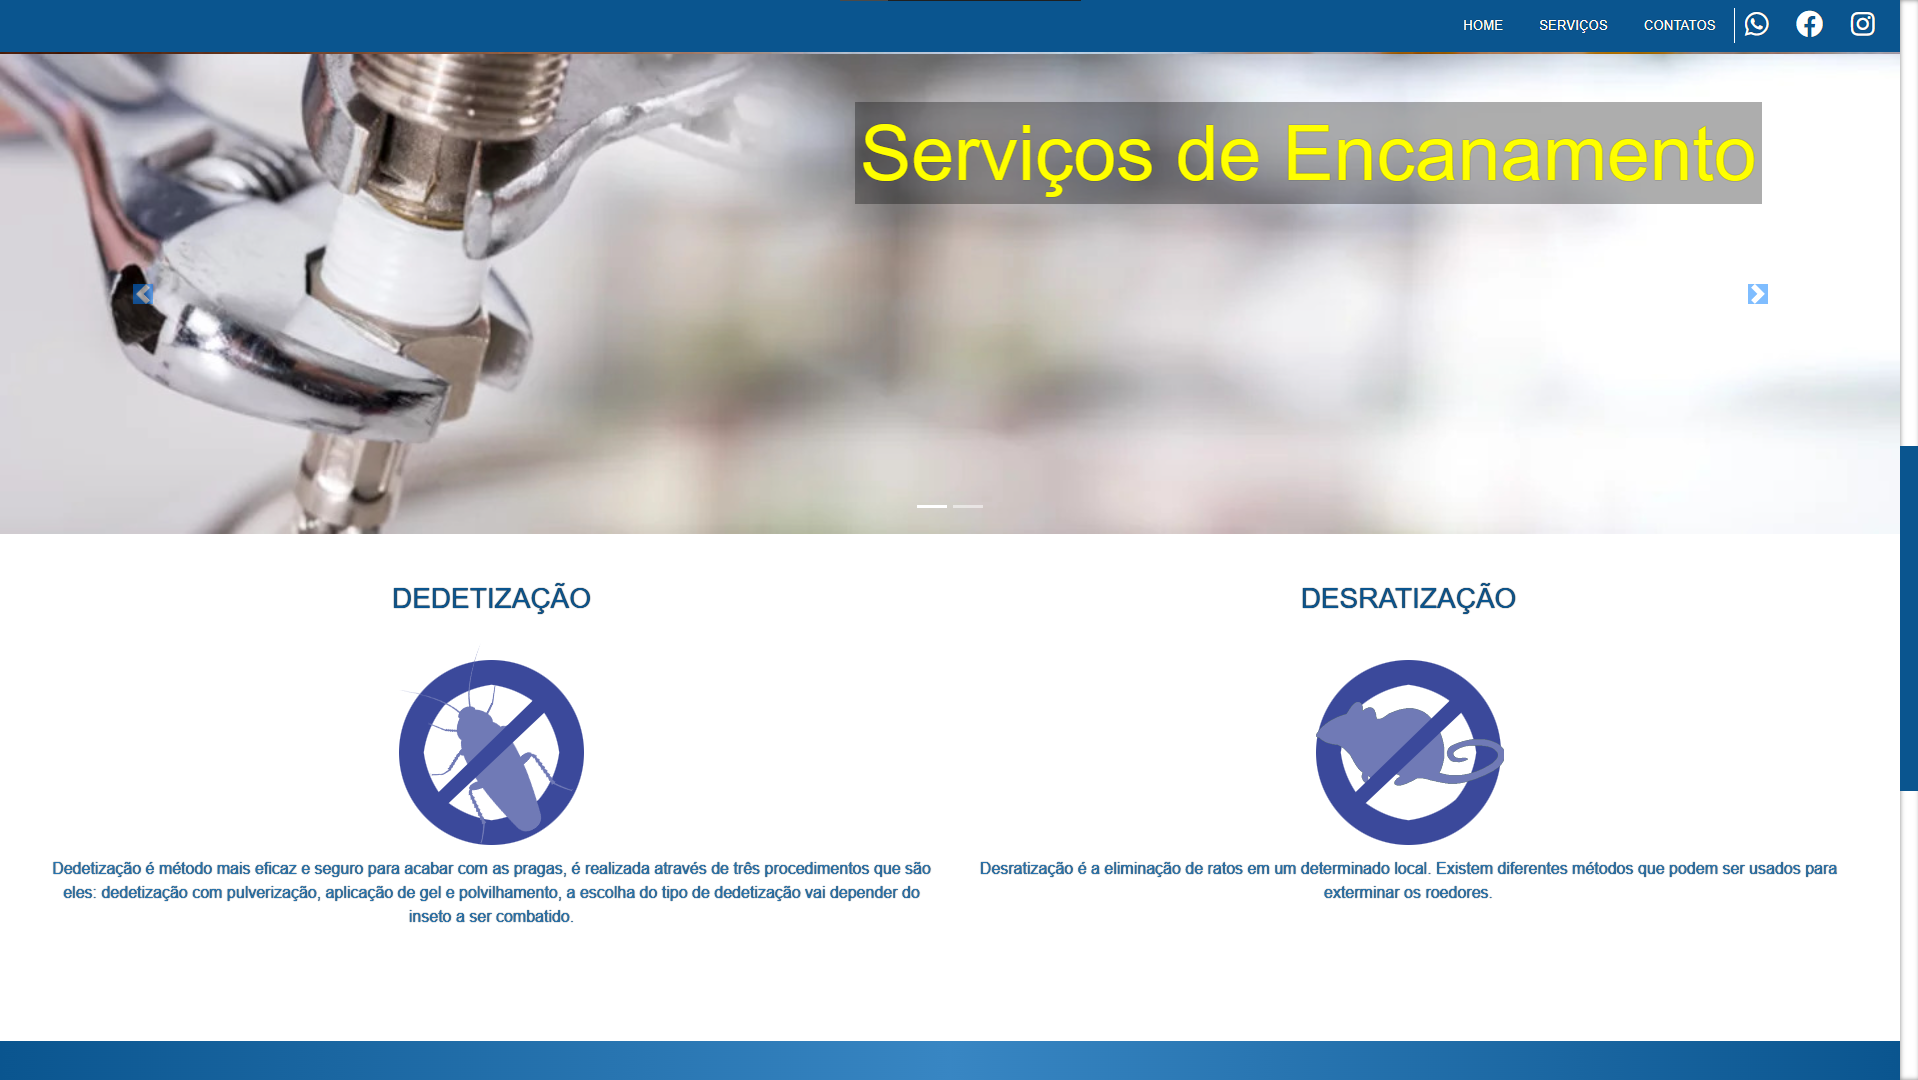 HOME SERVIÇOS CONTATOS
Serviços de Encanamento
DEDETIZAÇÃO
Dedetização é método mais eficaz e seguro para acabar com as pragas, é realizada através de três procedimentos que são
eles: dedetização com pulverização, aplicação de gel e polvilhamento, a escolha do tipo de dedetização vai depender do
inseto a ser combatido.
DESRATIZAÇÃO
Desratização é a eliminação de ratos em um determinado local. Existem diferentes métodos que podem ser usados para
exterminar os roedores.